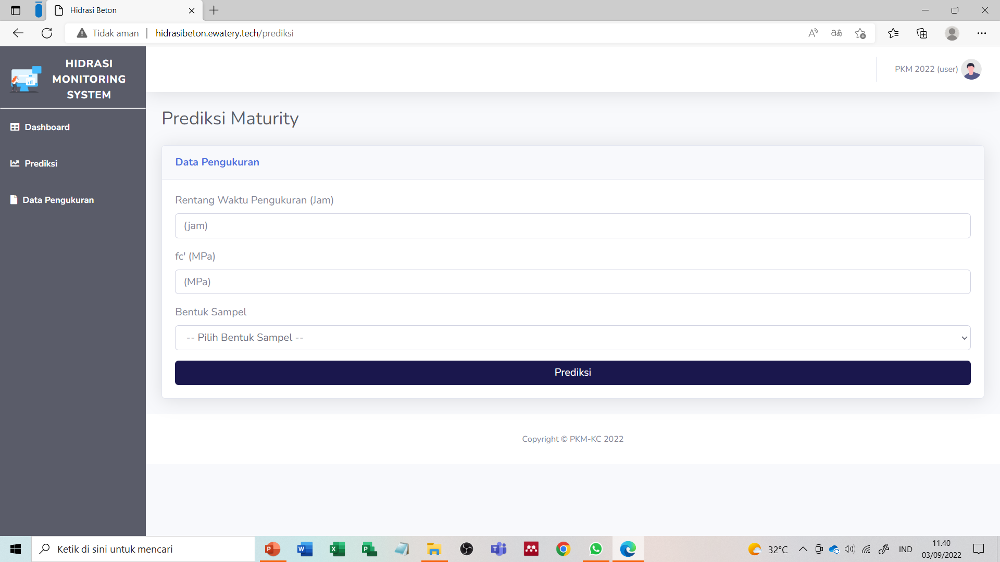 Hidrasi Beton
Tidak aman
hidrasibeton.ewatery.tech/prediksi
HIDRASI
MONITORING
SYSTEM
PKM 2022 (user)
Dashboard
Prediksi
Data Pengukuran
Prediksi Maturity
Data Pengukuran
Rentang Waktu Pengukuran (Jam)
(jam)
fc' (MPa)
(MPa)
Bentuk Sampel
-- Pilih Bentuk Sampel --
Prediksi
Copyright © PKM-KC 2022
Ketik di sini untuk mencari
32°C
IND
11.40
03/09/2022